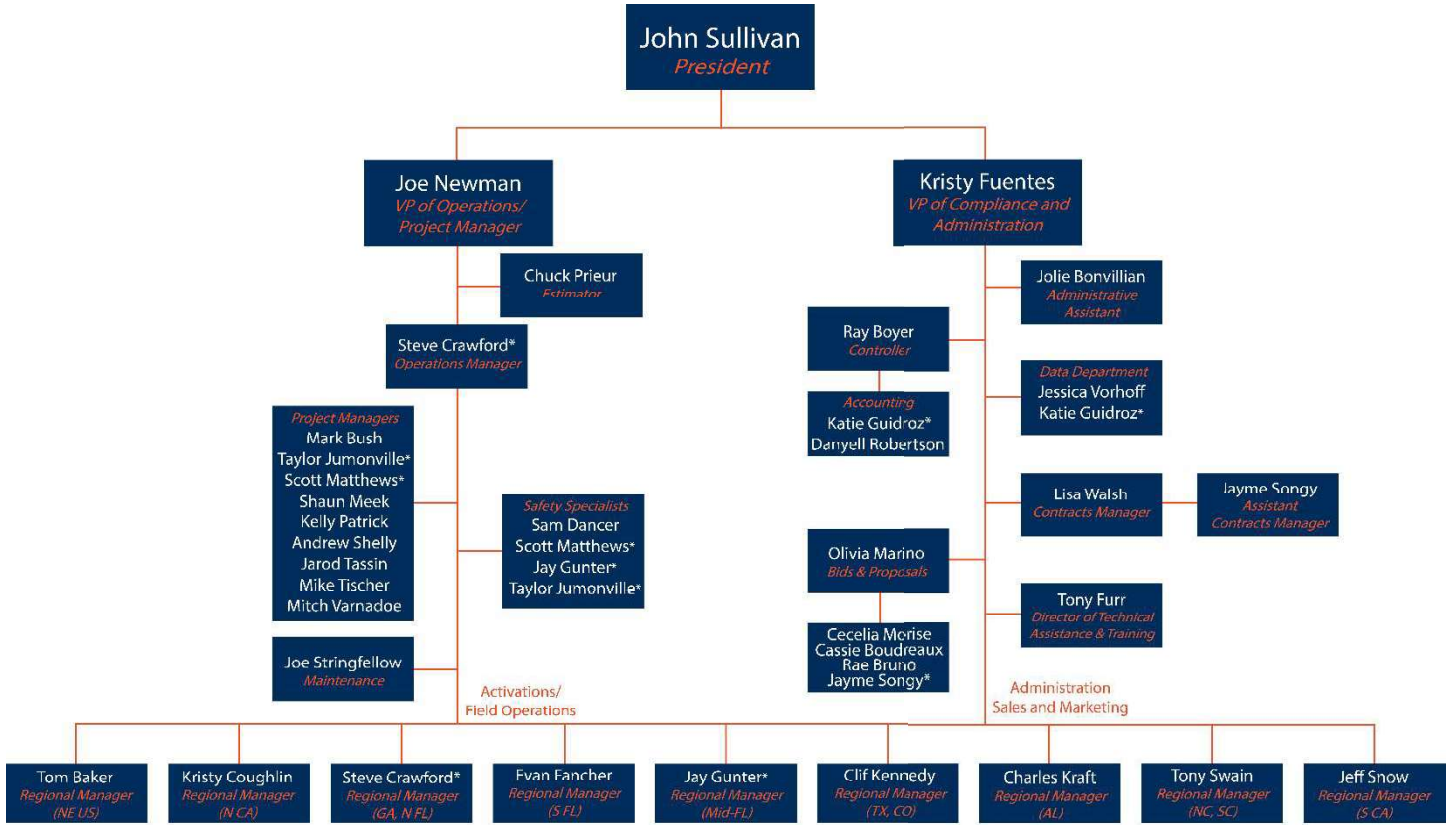 John Sullivan
President
Joe Newman
VP of Operations/
Project Manager
Kristy Fuentes
VP of Compliance and
Administration
Chuck Prieur
Estimator
Steve Crawford*
Operations Manager
Project Managers
Mark Bush
Taylor Jumonville*
Scott Matthews*
Shaun Meek
Kelly Patrick
Andrew Shelly
Jarod Tassin
Mike Tischer
Mitch Varnadoe
Safety Specialists
Sam Dancer
Scott Matthews*
Jay Gunter*
Taylor Jumonville*
Joe Stringfellow
Maintenance
Jolie Bonvillian
Administrative
Assistant
Ray Boyer
Controller
Accounting
Katie Guidroz*
Danyell Robertson
Data Department
Jessica Vorhoff
Katie Guidroz*
Lisa Walsh
Contracts Manager
Jayme Songy
Assistant
Contracts Manager
Olivia Marino
Bids & Proposals
Cecelia Merise
Cassie Boudreaux
Rae Bruno
Jayme Songy*
Tony Furr
Director of Technical
Assistance & Training
Activations/
Field Operations
Administration
Sales and Marketing
Tom Baker
Regional Manager
(NE US)
Kristy Coughlin
Regional Manager
(N CA)
Steve Crawford*
Regional Manager
(GA, N FL)
Evan Fancher
Regional Manager
(S FL)
Jay Gunter*
Regional Manager
(Mid-FL)
Clif Kennedy
Regional Manager
(TX, CO)
Charles Kraft
Regional Manager
(AL)
Tony Swain
Regional Manager
(NC, SC)
Jeff Snow
Regional Manager
(S CA)